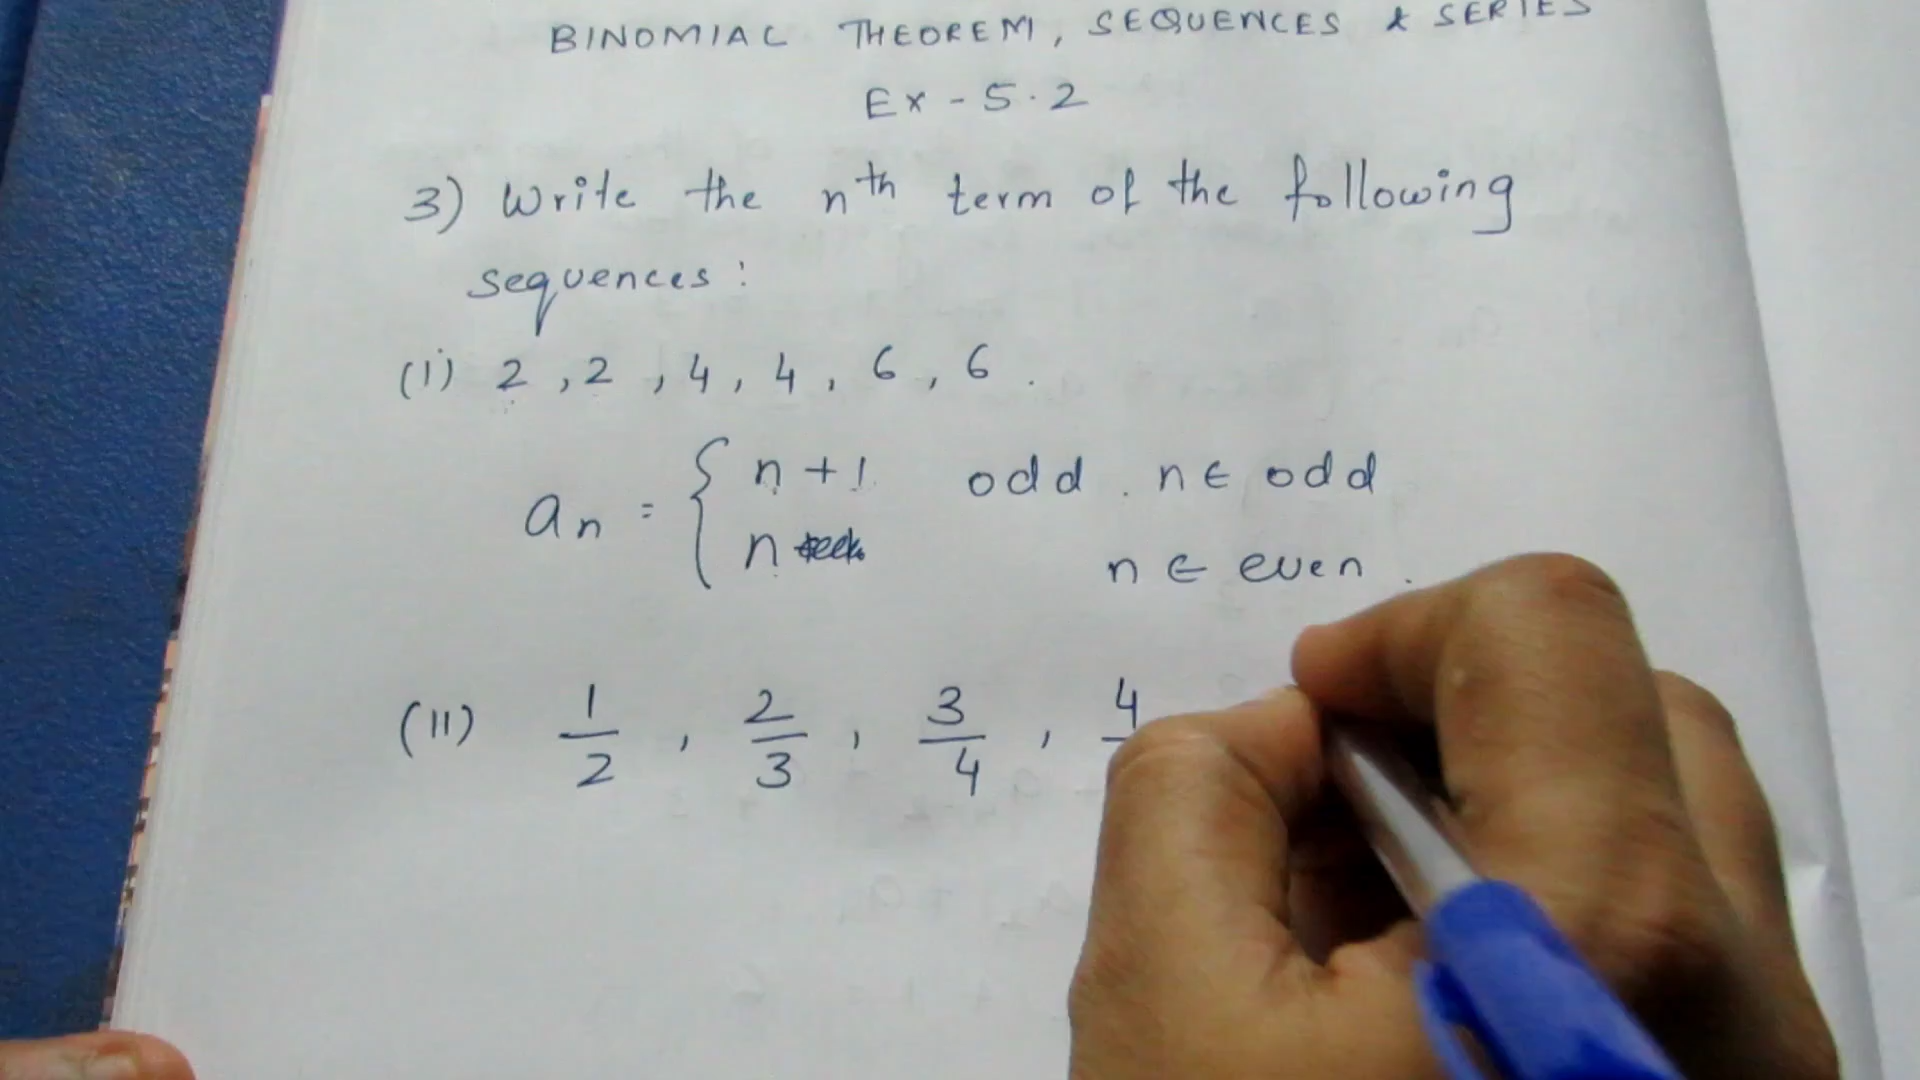 BINOMIAL THEOREM, SEQUENCES & SERIES
Ex - 5.2
3) Write the nth term of the following
sequences:
(i) 2, 2, 4, 4, 6, 6.
an = { n+1 odd. n ∈ odd
n n ∈ even.
(ii) 1/2, 2/3, 3/4, 4